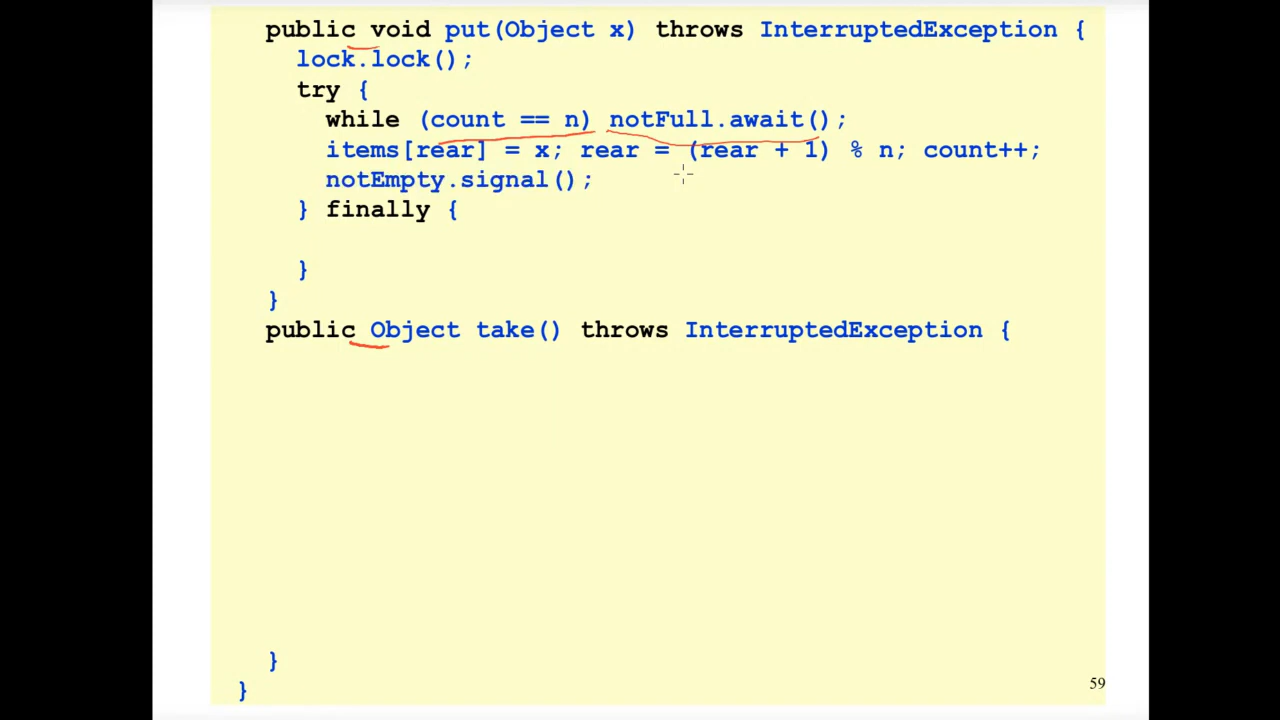 public void put(Object x) throws InterruptedException {
lock.lock();
try {
while (count == n) notFull.await();
items[rear] = x; rear = (rear + 1) % n; count++;
notEmpty.signal();
} finally {
}
}
public Object take() throws InterruptedException {
}
}
59